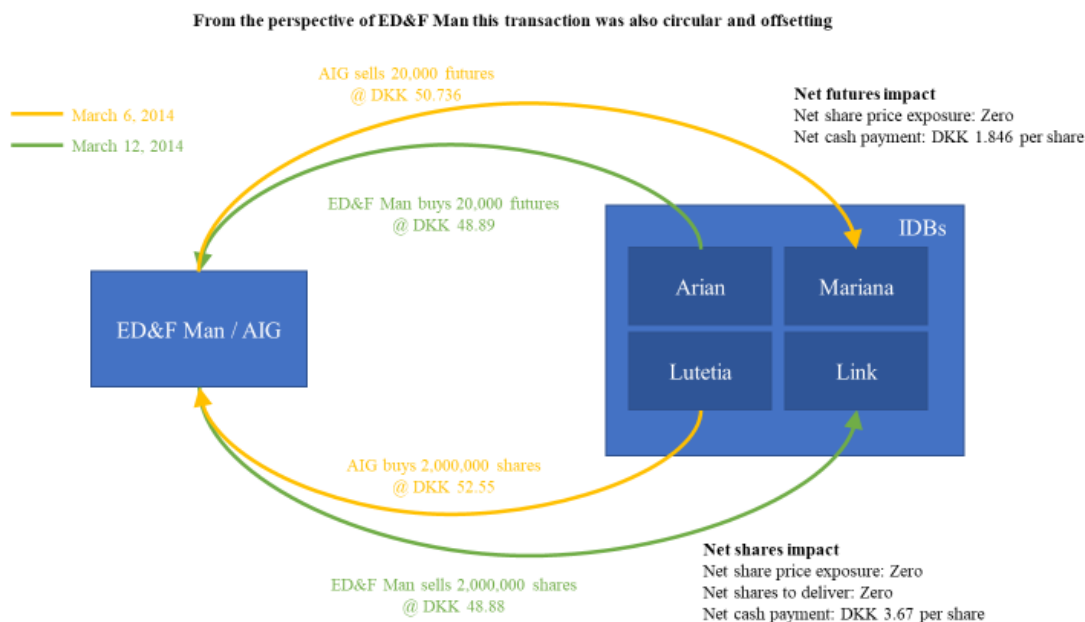 From the perspective of ED&F Man this transaction was also circular and offsetting
AIG sells 20,000 futures
@ DKK 50.736
Net futures impact
Net share price exposure: Zero
Net cash payment: DKK 1.846 per share
March 6, 2014
March 12, 2014
ED&F Man buys 20,000 futures
@ DKK 48.89
IDBs
Arian
Mariana
ED&F Man / AIG
Lutetia
Link
AIG buys 2,000,000 shares
@ DKK 52.55
Net shares impact
Net share price exposure: Zero
Net shares to deliver: Zero
Net cash payment: DKK 3.67 per share
ED&F Man sells 2,000,000 shares
@ DKK 48.88